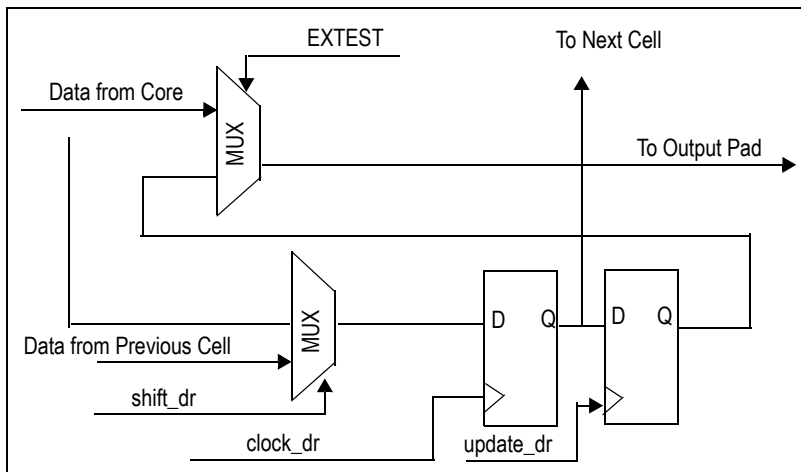 EXTEST
To Next Cell
Data from Core
MUX
To Output Pad
MUX
D Q
D Q
Data from Previous Cell
shift_dr
clock_dr
update_dr